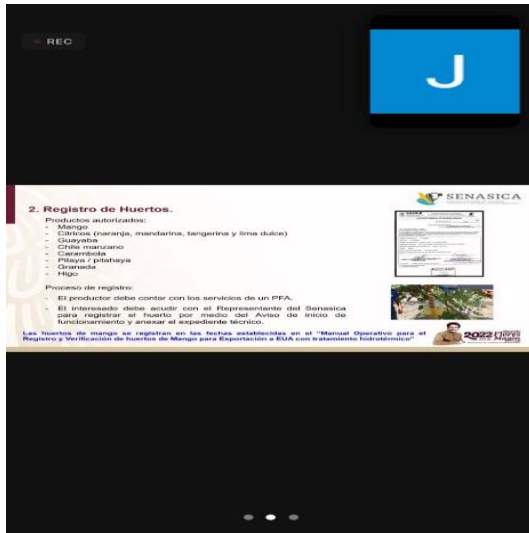 REC
J
SENASICA
2. Registro de Huertos.
Productos autorizados:
- Mango
- Cítricos (naranja, mandarina, tangerina y lima dulce)
- Guayaba
- Chile manzano
- Carambola
- Pitaya / pitahaya
- Granada
- Higo
Proceso de registro:
- El productor debe contar con los servicios de un PFA.
- El interesado debe acudir con el Representante del Senasica
para registrar el huerto por medio del Aviso de inicio de
funcionamiento y anexar el expediente técnico.
Las huertos de mango se registran en las fechas establecidas en el "Manual Operativo para el
Registro y Verificación de huertos de Mango para Exportación a EUA con tratamiento hidrotérmico"
2022 Flores
Magón